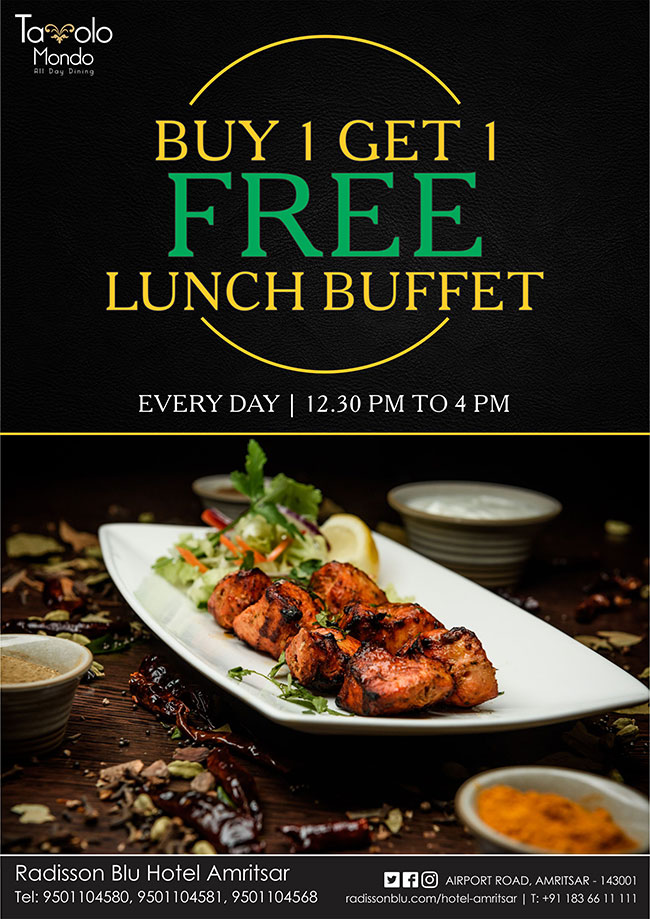 Tavolo
Mondo
All Day Dining
BUY 1 GET 1
FREE
LUNCH BUFFET
EVERY DAY | 12.30 PM TO 4 PM
Radisson Blu Hotel Amritsar
Tel: 9501104580, 9501104581, 9501104568
AIRPORT ROAD, AMRITSAR - 143001
radissonblu.com/hotel-amritsar | T: +91 183 66 11 111